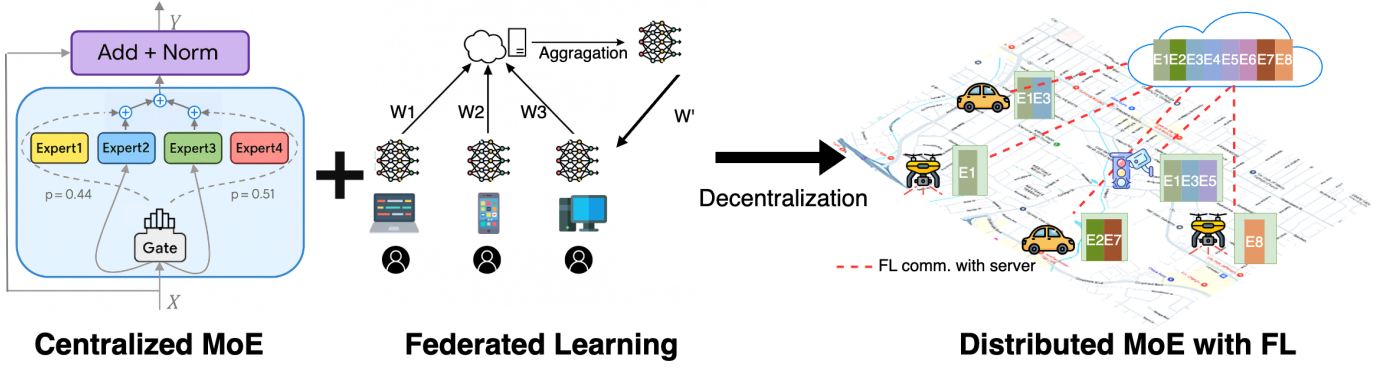 Y
Add + Norm
Expert1
Expert2
Expert3
Expert4
p=0.44
p=0.51
Gate
X
Centralized MoE
Aggragation
W1
W2
W3
W'
Federated Learning
Decentralization
E1E2E3E4E5E6E7E8
E1E3
E1
E1E3E5
E2E7
E8
FL comm. with server
Distributed MoE with FL